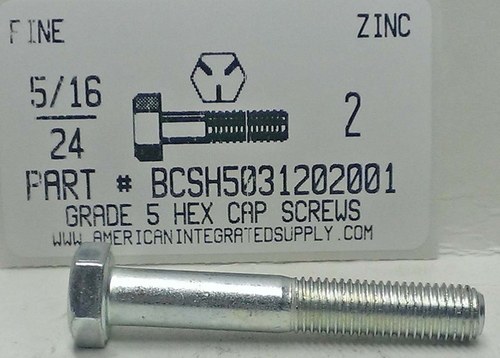 FINE ZINC
5/16
24
2
PART # BCSH5031202001
GRADE 5 HEX CAP SCREWS
WWW.AMERICANINTEGRATEDSUPPLY.COM